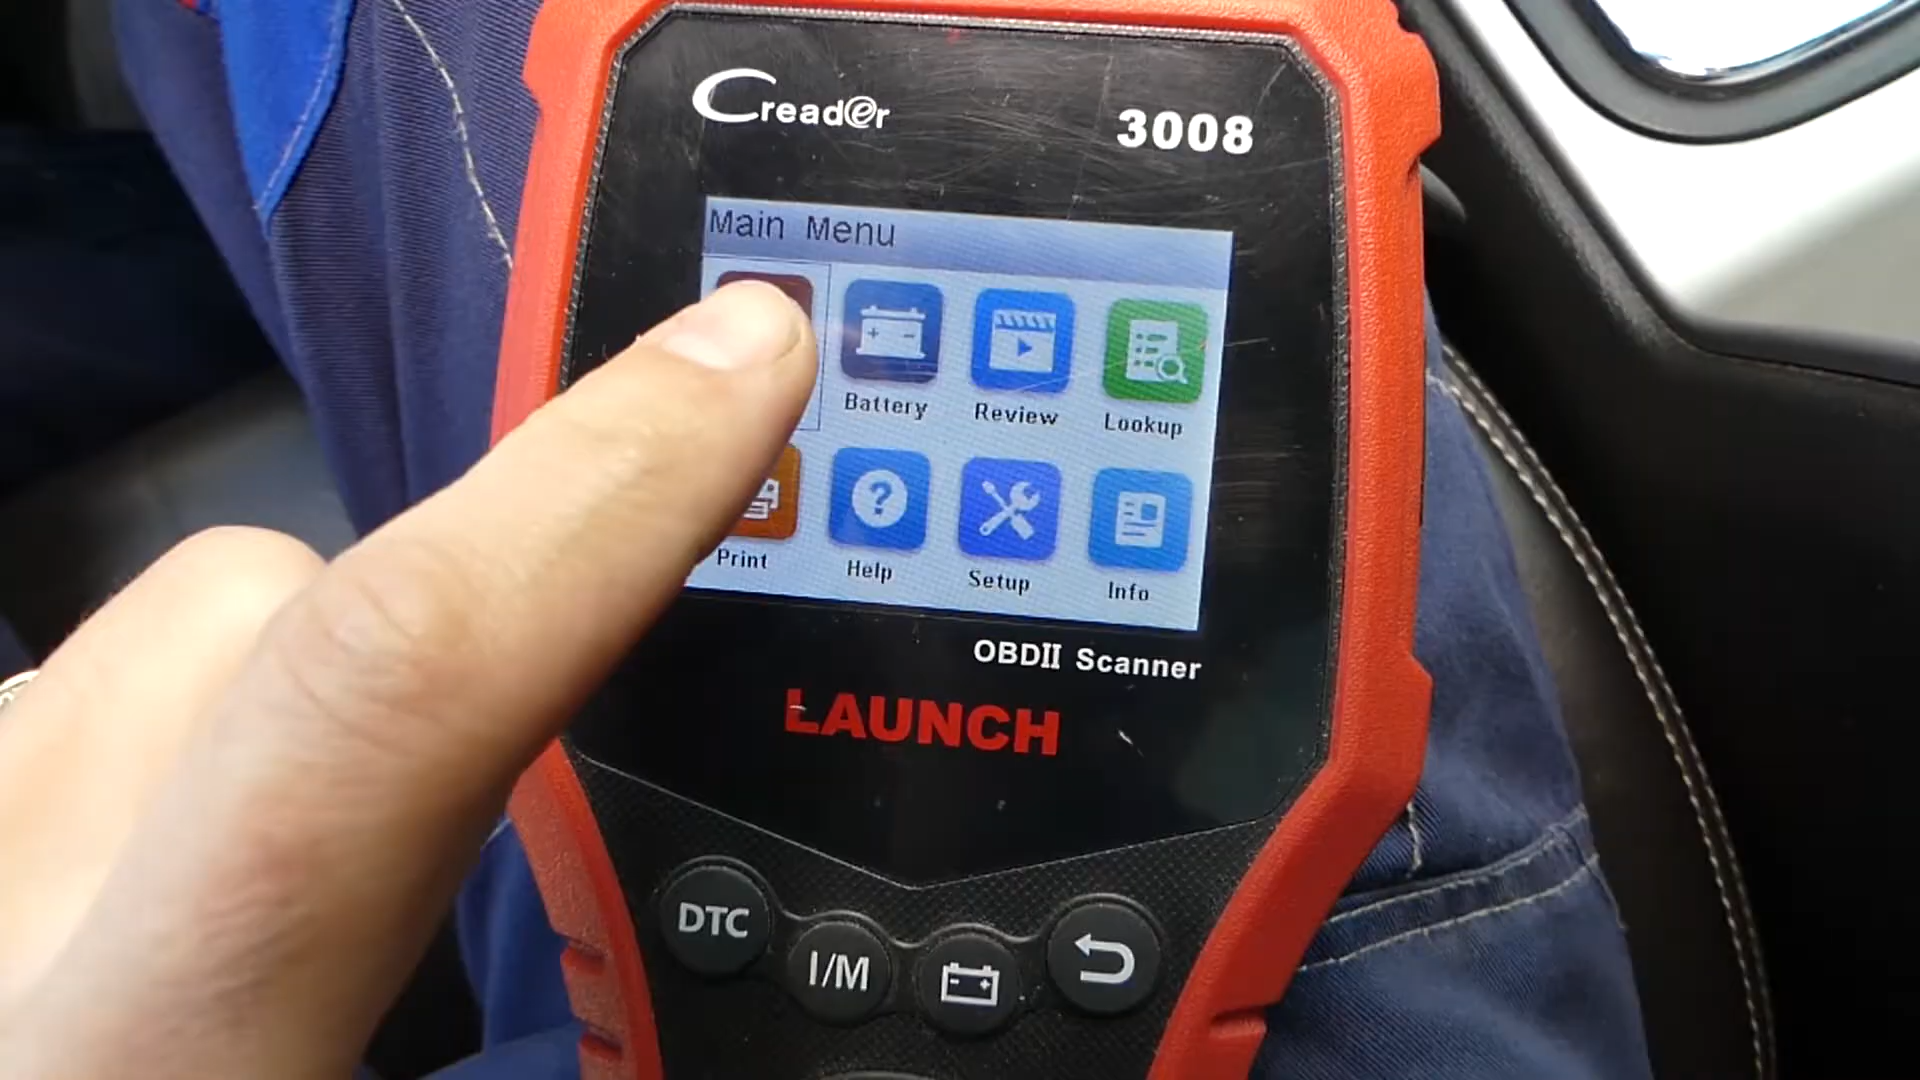 Creader
3008
Main Menu
Battery
Review
Lookup
Print
Help
Setup
Info
OBDII Scanner
LAUNCH
DTC
I/M